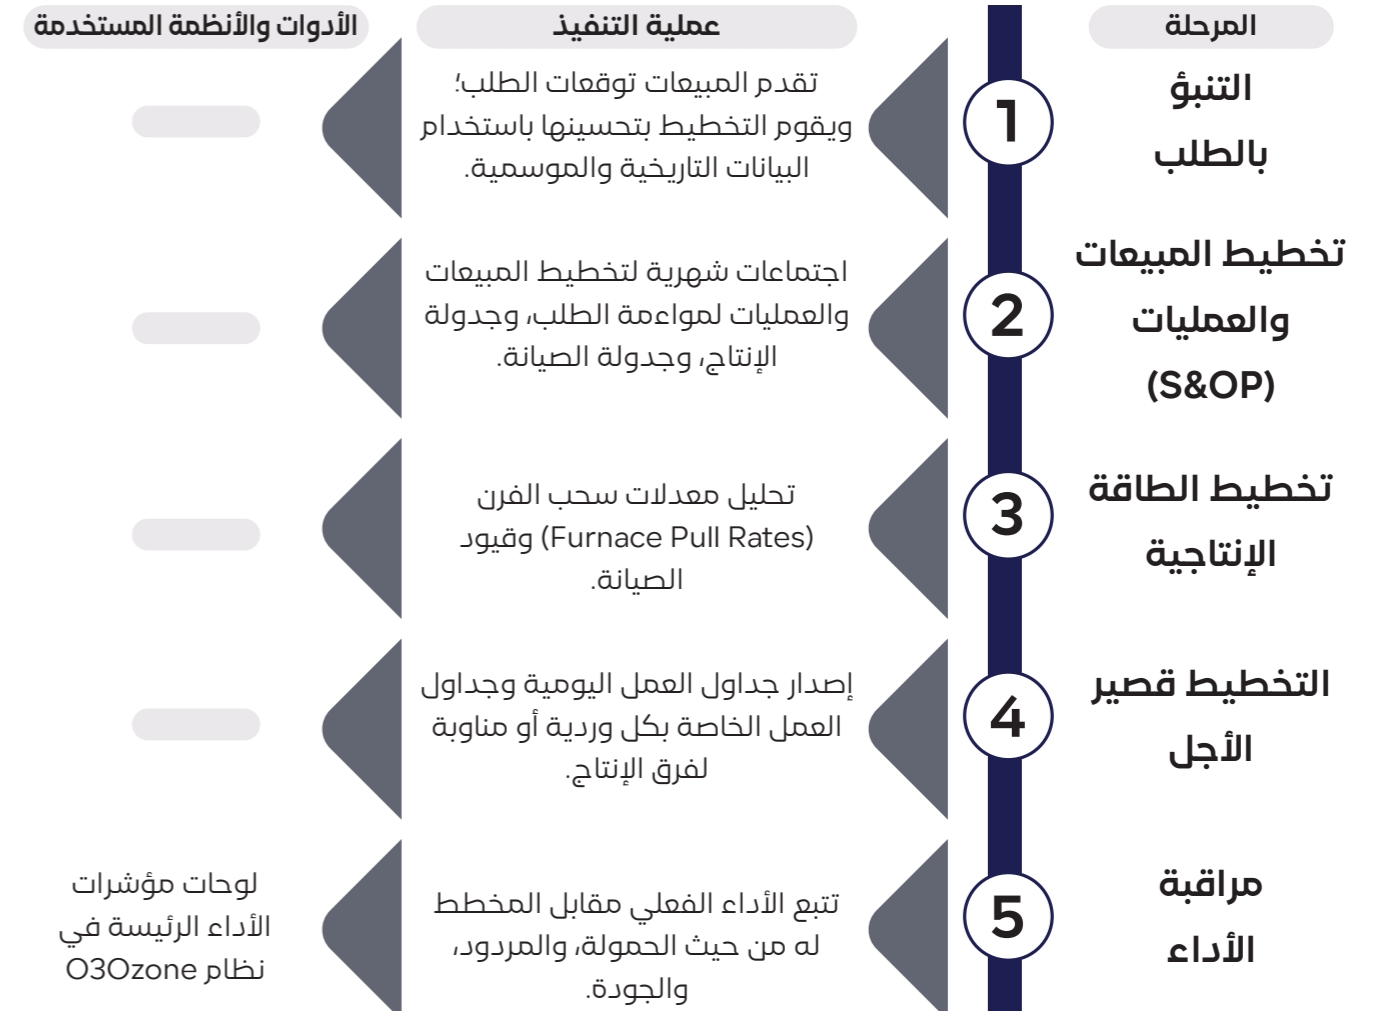 المرحلة
عملية التنفيذ
الأدوات والأنظمة المستخدمة
التنبؤ
بالطلب
1
تقدم المبيعات توقعات الطلب؛
ويقوم التخطيط بتحسينها باستخدام
البيانات التاريخية والموسمية.
تخطيط المبيعات
والعمليات
(S&OP)
2
اجتماعات شهرية لتخطيط المبيعات
والعمليات لمواءمة الطلب، وجدولة
الإنتاج، وجدولة الصيانة.
تخطيط الطاقة
الإنتاجية
3
تحليل معدلات سحب الفرن
(Furnace Pull Rates) وقيود
الصيانة.
التخطيط قصير
الأجل
4
إصدار جداول العمل اليومية وجداول
العمل الخاصة بكل وردية أو مناوبة
لفرق الإنتاج.
مراقبة
الأداء
5
تتبع الأداء الفعلي مقابل المخطط
له من حيث الحمولة، والمردود،
والجودة.
لوحات مؤشرات
الأداء الرئيسة في
نظام O3Ozone